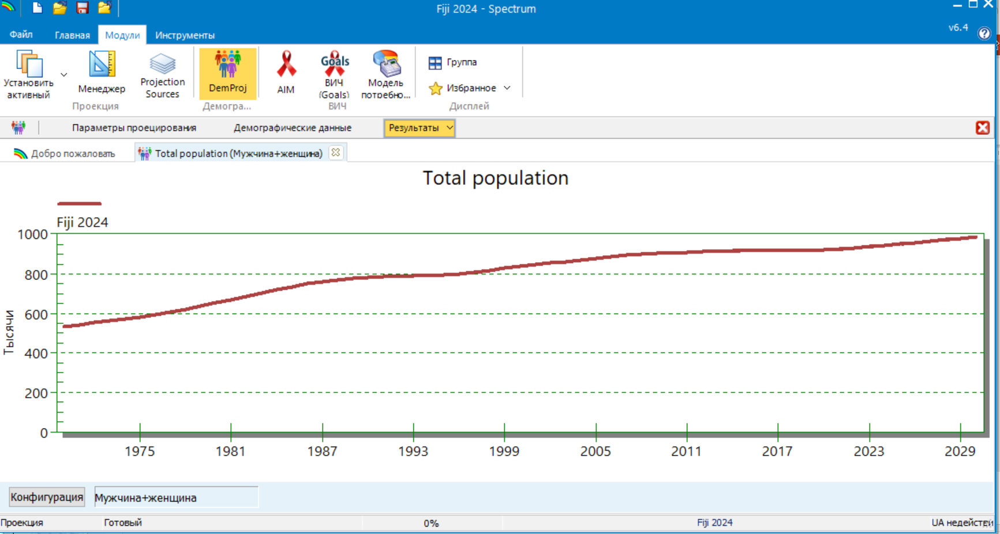 Fiji 2024 - Spectrum
Файл Главная Модули Инструменты v6.4
Установить активный
Менеджер
Projection Sources
Проекция
DemProj
Демогра...
AIM
Goals
ВИЧ (Goals)
Модель потребно...
ВИЧ
Группа
Избранное
Дисплей
Параметры проецирования Демографические данные Результаты
Добро пожаловать Total population (Мужчина+женщина)
Total population
Fiji 2024
1000
800
600
400
200
0
Тысячи
1975 1981 1987 1993 1999 2005 2011 2017 2023 2029
Конфигурация Мужчина+женщина
Проекция Готовый 0% Fiji 2024 UA недействи